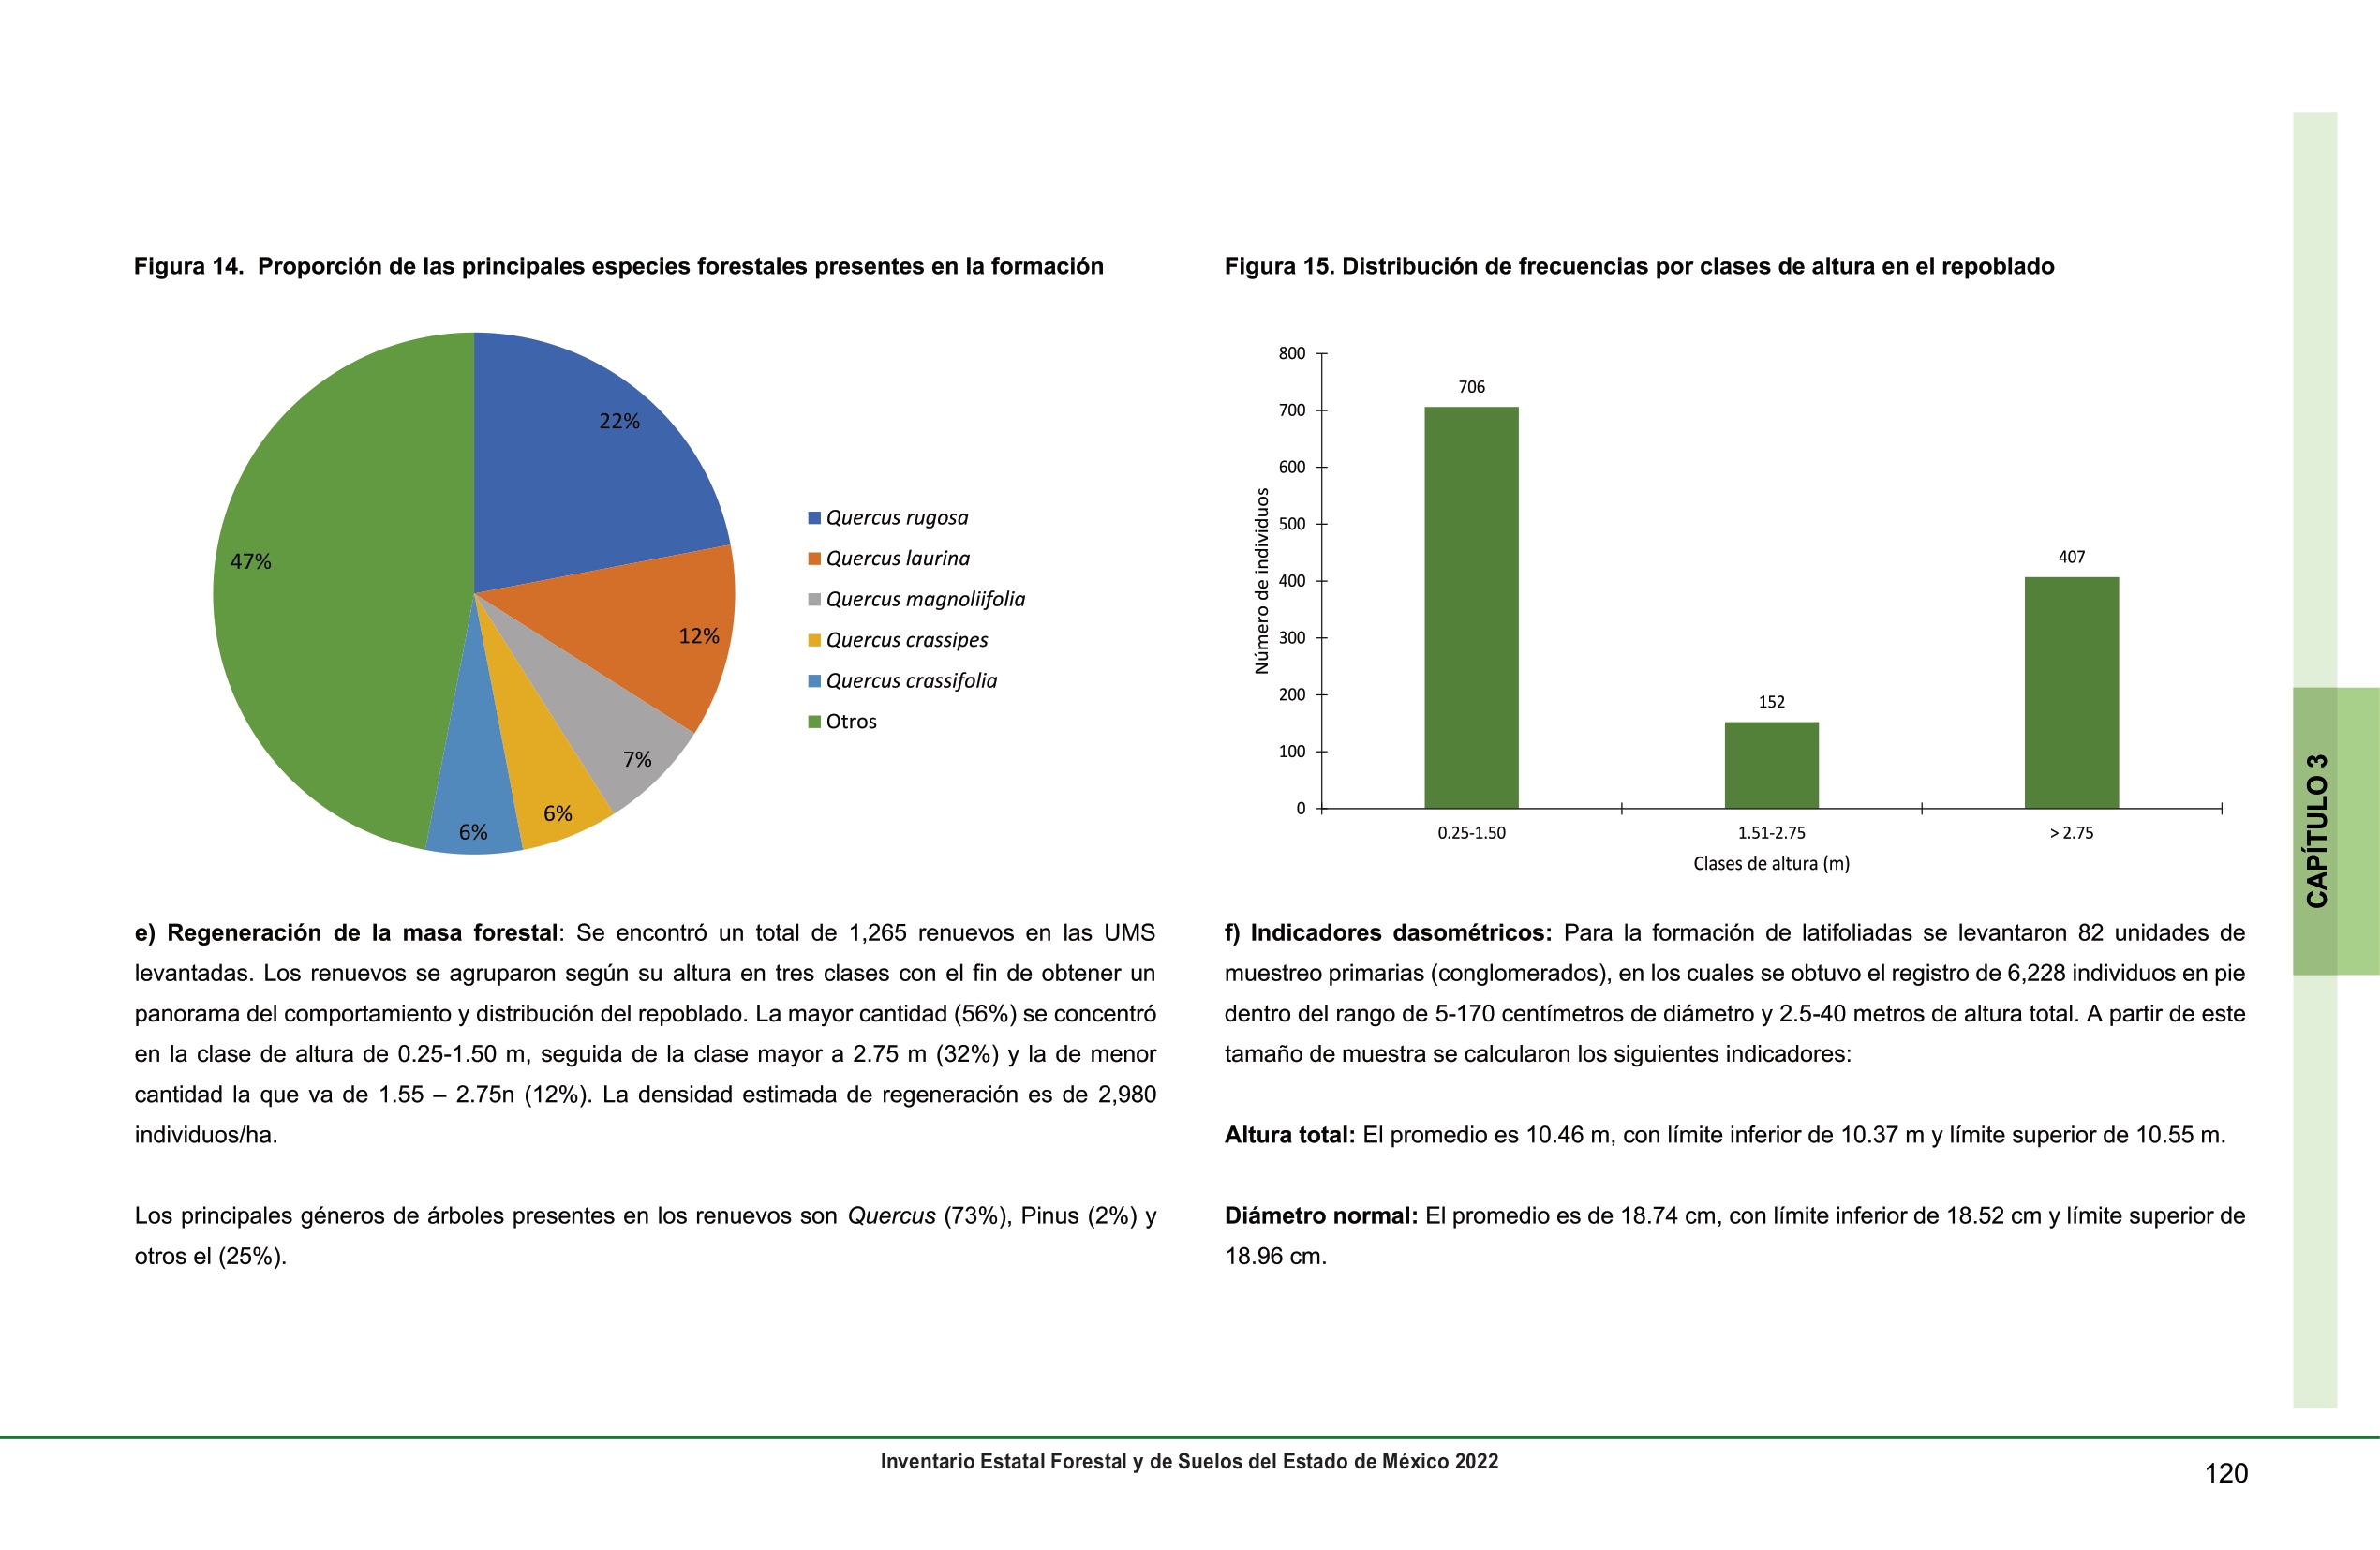 Figura 14.  Proporción de las principales especies forestales presentes en la formación
22%
12%
7%
6%
6%
47%
Quercus rugosa
Quercus laurina
Quercus magnoliifolia
Quercus crassipes
Quercus crassifolia
Otros
e) Regeneración de la masa forestal: Se encontró un total de 1,265 renuevos en las UMS
levantadas. Los renuevos se agruparon según su altura en tres clases con el fin de obtener un
panorama del comportamiento y distribución del repoblado. La mayor cantidad (56%) se concentró
en la clase de altura de 0.25-1.50 m, seguida de la clase mayor a 2.75 m (32%) y la de menor
cantidad la que va de 1.55 – 2.75n (12%). La densidad estimada de regeneración es de 2,980
individuos/ha.
Los principales géneros de árboles presentes en los renuevos son Quercus (73%), Pinus (2%) y
otros el (25%).
Figura 15. Distribución de frecuencias por clases de altura en el repoblado
Número de individuos
800
700
600
500
400
300
200
100
0
706
152
407
0.25-1.50
1.51-2.75
> 2.75
Clases de altura (m)
f) Indicadores dasométricos: Para la formación de latifoliadas se levantaron 82 unidades de
muestreo primarias (conglomerados), en los cuales se obtuvo el registro de 6,228 individuos en pie
dentro del rango de 5-170 centímetros de diámetro y 2.5-40 metros de altura total. A partir de este
tamaño de muestra se calcularon los siguientes indicadores:
Altura total: El promedio es 10.46 m, con límite inferior de 10.37 m y límite superior de 10.55 m.
Diámetro normal: El promedio es de 18.74 cm, con límite inferior de 18.52 cm y límite superior de
18.96 cm.
CAPÍTULO 3
Inventario Estatal Forestal y de Suelos del Estado de México 2022
120